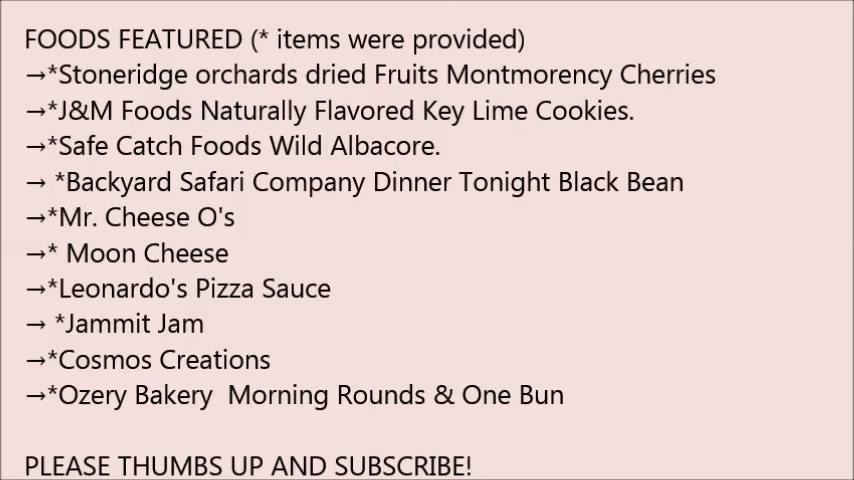 FOODS FEATURED (* items were provided)
→*Stoneridge orchards dried Fruits Montmorency Cherries
→*J&M Foods Naturally Flavored Key Lime Cookies.
→*Safe Catch Foods Wild Albacore.
→ *Backyard Safari Company Dinner Tonight Black Bean
→*Mr. Cheese O's
→* Moon Cheese
→*Leonardo's Pizza Sauce
→ *Jammit Jam
→*Cosmos Creations
→*Ozery Bakery  Morning Rounds & One Bun
PLEASE THUMBS UP AND SUBSCRIBE!